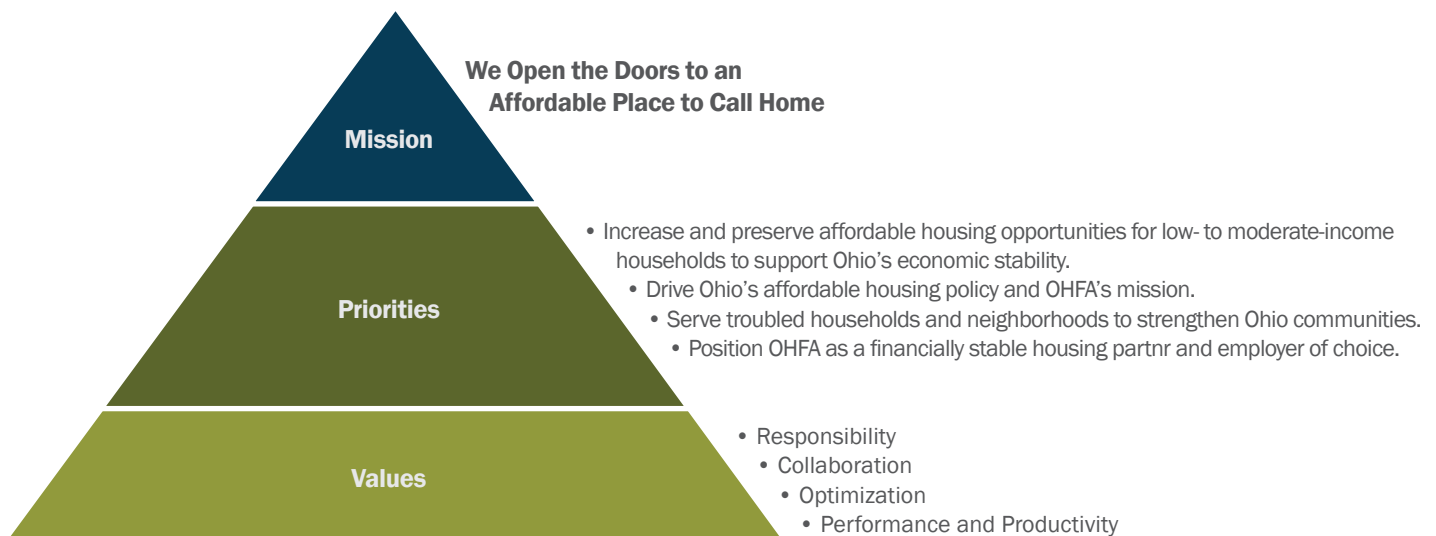 We Open the Doors to an
Affordable Place to Call Home
Mission
• Increase and preserve affordable housing opportunities for low- to moderate-income
households to support Ohio’s economic stability.
• Drive Ohio’s affordable housing policy and OHFA’s mission.
• Serve troubled households and neighborhoods to strengthen Ohio communities.
• Position OHFA as a financially stable housing partnr and employer of choice.
Priorities
• Responsibility
• Collaboration
• Optimization
• Performance and Productivity
Values